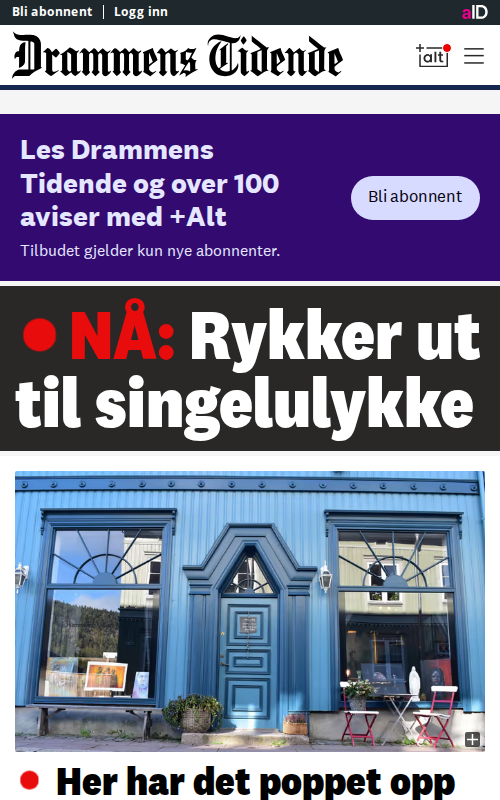 Bli abonnent | Logg inn
aID
Drammens Tidende
+alt
Les Drammens
Tidende og over 100
aviser med +Alt
Bli abonnent
Tilbudet gjelder kun nye abonnenter.
NÅ: Rykker ut
til singelulykke
Her har det poppet opp